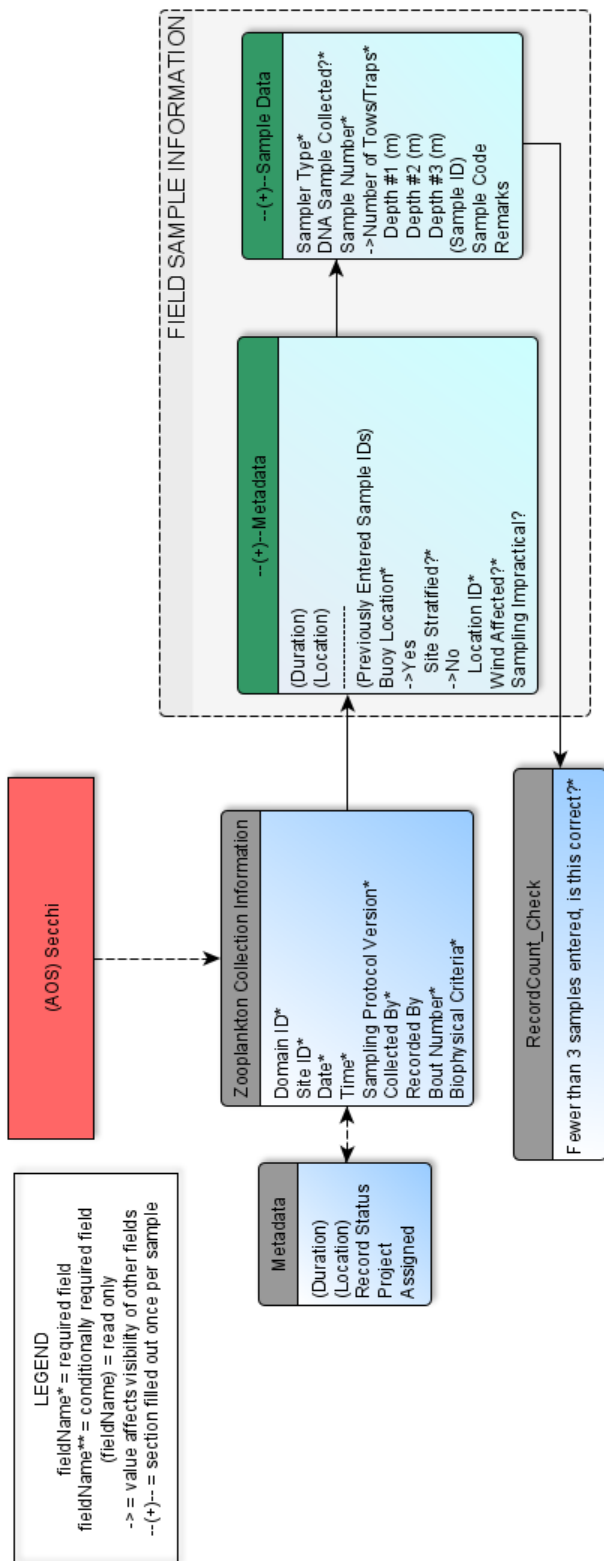 LEGEND
fieldName* = required field
fieldName** = conditionally required field
(fieldName) = read only
-> = value affects visibility of other fields
--(+)-- = section filled out once per sample
(AOS) Secchi
Metadata
(Duration)
(Location)
Record Status
Project
Assigned
Zooplankton Collection Information
Domain ID*
Site ID*
Date*
Time*
Sampling Protocol Version*
Collected By*
Recorded By
Bout Number*
Biophysical Criteria*
FIELD SAMPLE INFORMATION
--(+)--Metadata
(Duration)
(Location)
--------------------
(Previously Entered Sample IDs)
Buoy Location*
->Yes
Site Stratified?*
->No
Location ID*
Wind Affected?*
Sampling Impractical?
--(+)--Sample Data
Sampler Type*
DNA Sample Collected?*
Sample Number*
->Number of Tows/Traps*
Depth #1 (m)
Depth #2 (m)
Depth #3 (m)
(Sample ID)
Sample Code
Remarks
RecordCount_Check
Fewer than 3 samples entered, is this correct?*